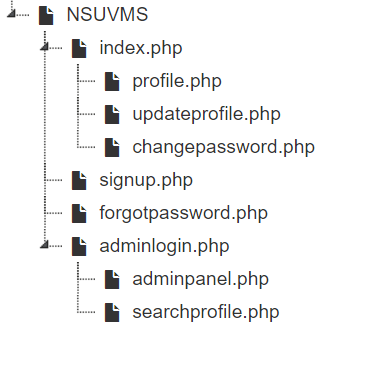 NSUVMS
index.php
profile.php
updateprofile.php
changepassword.php
signup.php
forgotpassword.php
adminlogin.php
adminpanel.php
searchprofile.php